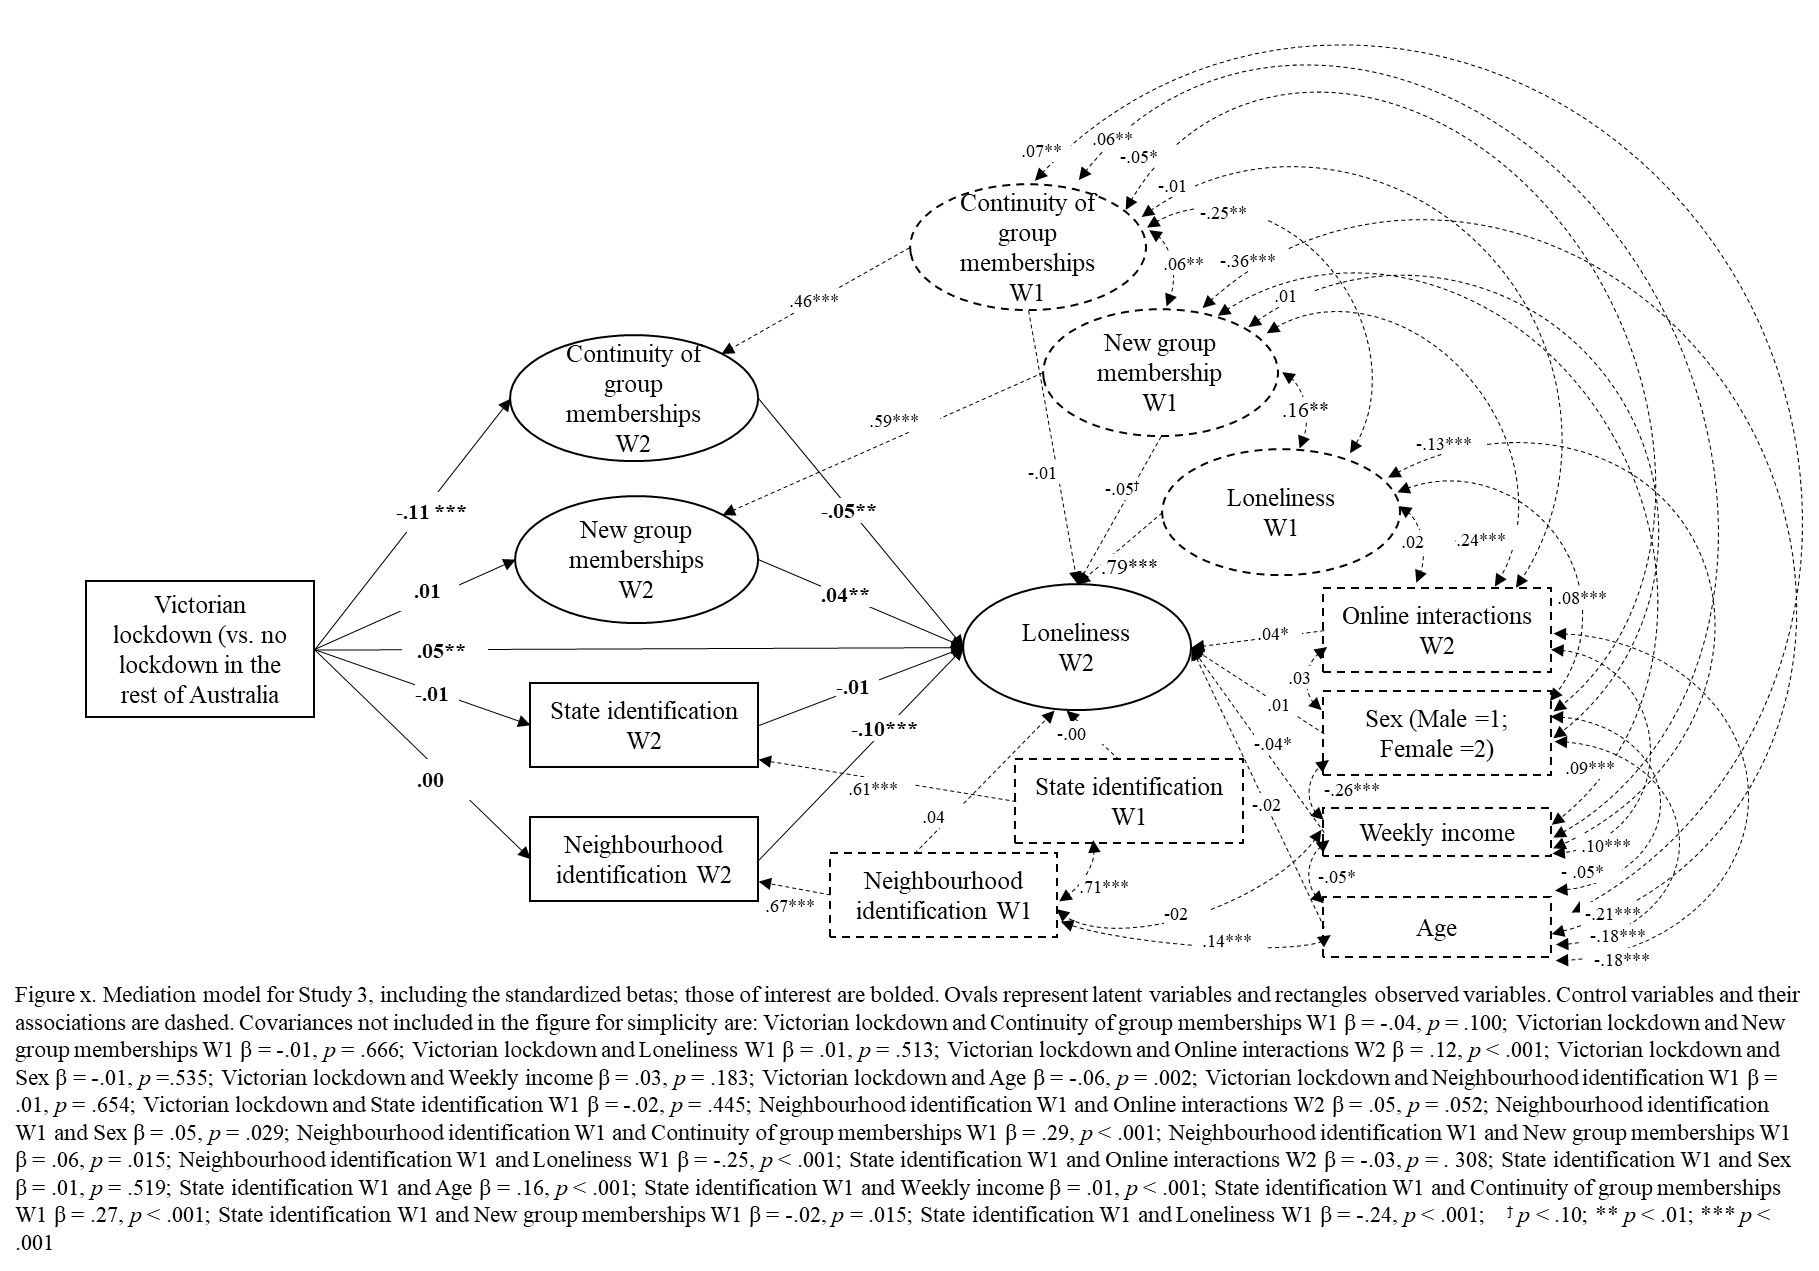 .07**
.06**
-.05*
-.01
-.25**
Continuity of
group
memberships
W1
.06**
-.36***
.01
.46***
New group
membership
W1
Continuity of
group
memberships
W2
.59***
.16**
-.13***
-.01
-.05†
Loneliness
W1
-.11 ***
-.05**
New group
memberships
W2
.02
.24***
.79***
.01
.04**
.08***
Victorian
lockdown (vs. no
lockdown in the
rest of Australia
Loneliness
W2
Online interactions
W2
.04*
.05**
.03
-.01
-.01
State identification
W2
.01
Sex (Male =1;
Female =2)
-.10***
-.00
-.04*
.09***
.00
.61***
State identification
W1
-.26***
-.02
.04
Weekly income
.10***
Neighbourhood
identification W2
.67***
Neighbourhood
identification W1
.71***
-.05*
-.05*
-02
.14***
Age
-.21***
-.18***
-.18***
Figure x. Mediation model for Study 3, including the standardized betas; those of interest are bolded. Ovals represent latent variables and rectangles observed variables. Control variables and their
associations are dashed. Covariances not included in the figure for simplicity are: Victorian lockdown and Continuity of group memberships W1 β = -.04, p = .100; Victorian lockdown and New
group memberships W1 β = -.01, p = .666; Victorian lockdown and Loneliness W1 β = .01, p = .513; Victorian lockdown and Online interactions W2 β = .12, p < .001; Victorian lockdown and
Sex β = -.01, p =.535; Victorian lockdown and Weekly income β = .03, p = .183; Victorian lockdown and Age β = -.06, p = .002; Victorian lockdown and Neighbourhood identification W1 β =
.01, p = .654; Victorian lockdown and State identification W1 β = -.02, p = .445; Neighbourhood identification W1 and Online interactions W2 β = .05, p = .052; Neighbourhood identification
W1 and Sex β = .05, p = .029; Neighbourhood identification W1 and Continuity of group memberships W1 β = .29, p < .001; Neighbourhood identification W1 and New group memberships W1
β = .06, p = .015; Neighbourhood identification W1 and Loneliness W1 β = -.25, p < .001; State identification W1 and Online interactions W2 β = -.03, p = . 308; State identification W1 and Sex
β = .01, p = .519; State identification W1 and Age β = .16, p < .001; State identification W1 and Weekly income β = .01, p < .001; State identification W1 and Continuity of group memberships
W1 β = .27, p < .001; State identification W1 and New group memberships W1 β = -.02, p = .015; State identification W1 and Loneliness W1 β = -.24, p < .001; † p < .10; ** p < .01; *** p <
.001